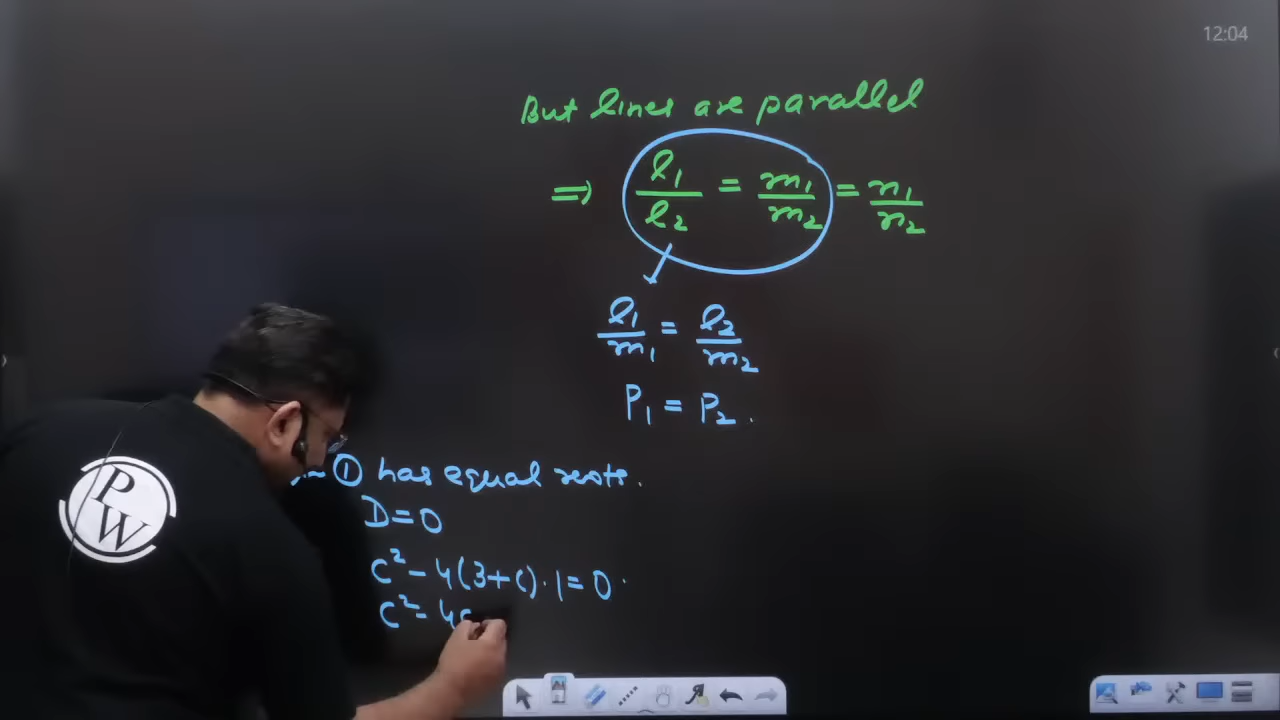 12:04
But lines are parallel
⇒ l₁/l₂ = m₁/m₂ = n₁/n₂
l₁/m₁ = l₂/m₂
P₁ = P₂.
① has equal roots.
D = 0
c² - 4(3+c)·1 = 0.
c² - 4c
PW